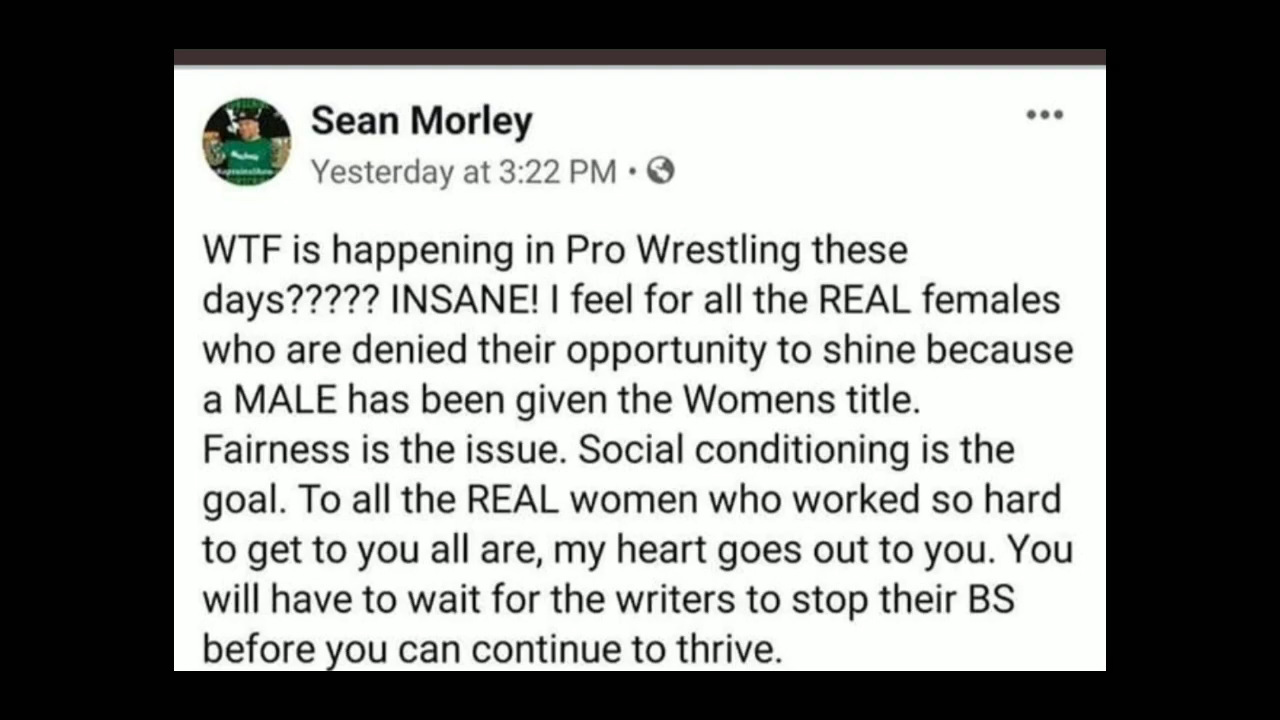 Sean Morley
Yesterday at 3:22 PM •
WTF is happening in Pro Wrestling these
days????? INSANE! I feel for all the REAL females
who are denied their opportunity to shine because
a MALE has been given the Womens title.
Fairness is the issue. Social conditioning is the
goal. To all the REAL women who worked so hard
to get to you all are, my heart goes out to you. You
will have to wait for the writers to stop their BS
before you can continue to thrive.